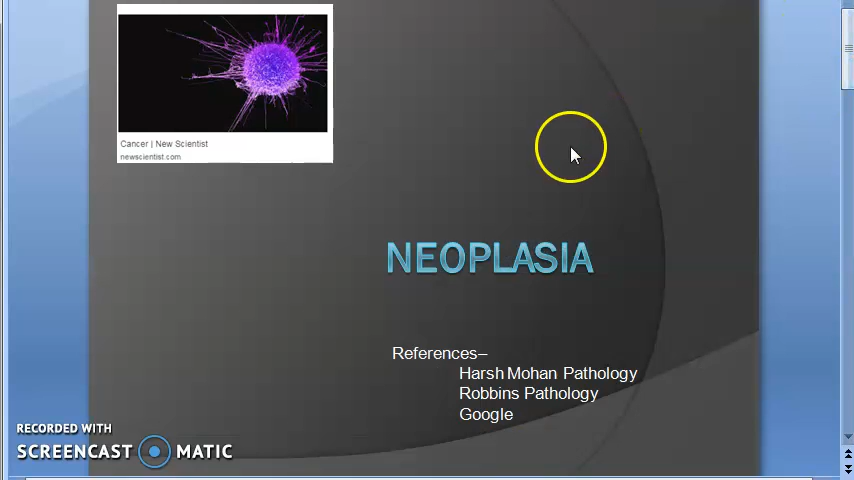 Cancer | New Scientist
newscientist.com
NEOPLASIA
References–
Harsh Mohan Pathology
Robbins Pathology
Google
RECORDED WITH
SCREENCAST MATIC